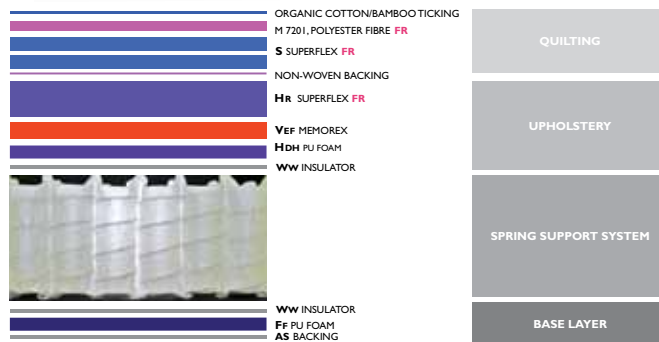 ORGANIC COTTON/BAMBOO TICKING
M 7201, POLYESTER FIBRE FR
S SUPERFLEX FR
NON-WOVEN BACKING
HR SUPERFLEX FR
VEF MEMOREX
HDH PU FOAM
WW INSULATOR
WW INSULATOR
FF PU FOAM
AS BACKING
QUILTING
UPHOLSTERY
SPRING SUPPORT SYSTEM
BASE LAYER